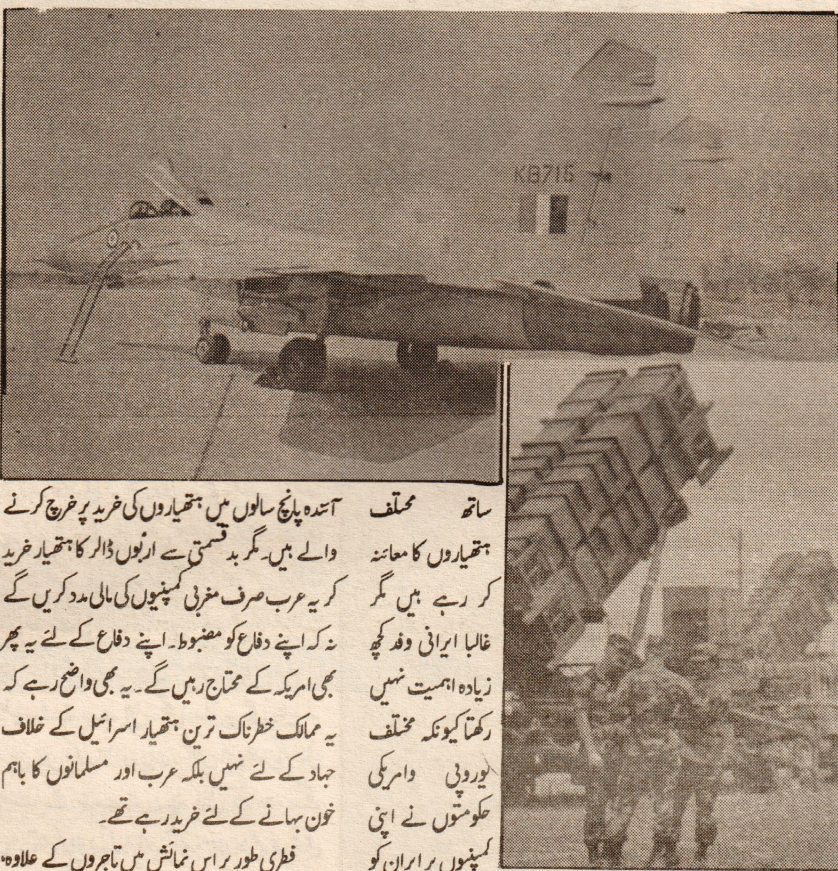 KB715
ساتھ مختلف
ہتھیاروں کا معائنہ
کر رہے ہیں مگر
غالبا ایرانی وفد کچھ
زیادہ اہمیت نہیں
رکھتا کیونکہ مختلف
یوروپی وامریکی
حکومتوں نے اپنی
کمپنیوں پر ایران کو
آئندہ پانچ سالوں میں ہتھیاروں کی خرید پر خرچ کرنے
والے ہیں۔ مگر بدقسمتی سے اربوں ڈالر کا ہتھیار خرید
کر یہ عرب صرف مغربی کمپنیوں کی مالی مدد کریں گے
نہ کہ اپنے دفاع کو مضبوط۔ اپنے دفاع کے لئے یہ پھر
بھی امریکہ کے محتاج رہیں گے۔ یہ بھی واضح رہے کہ
یہ ممالک خطرناک ترین ہتھیار اسرائیل کے خلاف
جہاد کے لئے نہیں بلکہ عرب اور مسلمانوں کا باہم
خون بہانے کے لئے خرید رہے تھے۔
فطری طور پر اس نمائش میں تاجروں کے علاوہ،